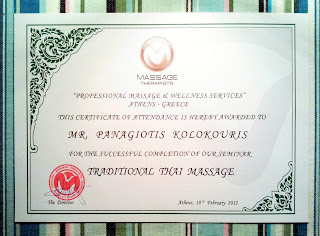 MASSAGE
THERAPISTS
"PROFESSIONAL MASSAGE & WELLNESS SERVICES"
ATHENS - GREECE
THIS CERTIFICATE OF ATTENDANCE IS HEREBY AWARDED TO
MR. PANAGIOTIS KOLOKOURIS
FOR THE SUCCESSFUL COMPLETION OF OUR SEMINAR
TRADITIONAL THAI MASSAGE
The Director
Athens, 18th February 2012